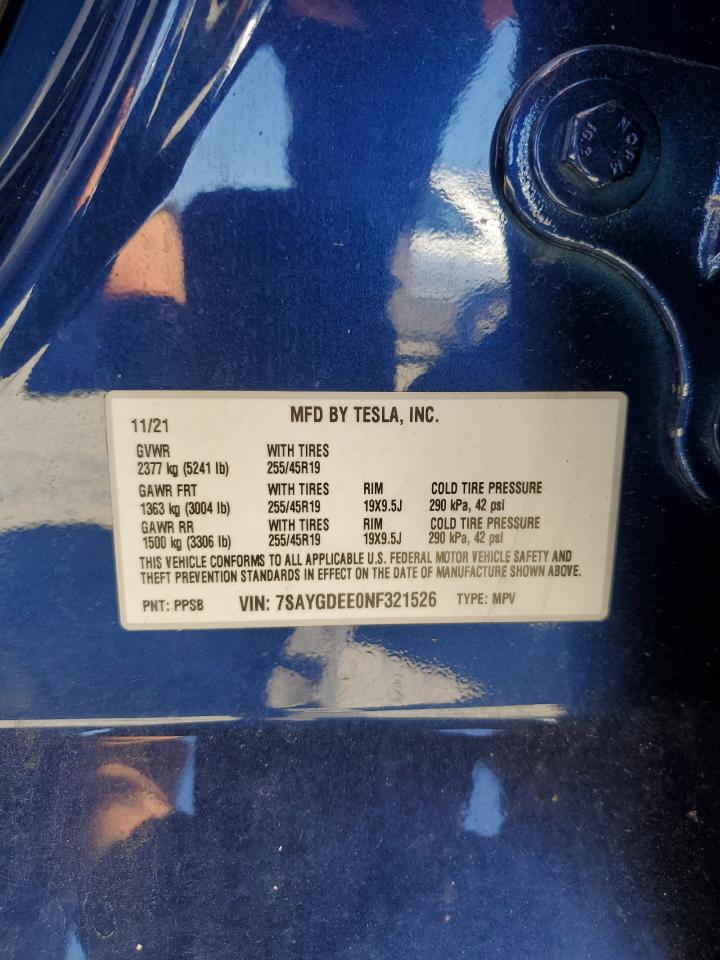 NORM
16.9
MFD BY TESLA, INC.
11/21
GVWR WITH TIRES
2377 kg (5241 lb) 255/45R19
GAWR FRT WITH TIRES RIM COLD TIRE PRESSURE
1363 kg (3004 lb) 255/45R19 19X9.5J 290 kPa, 42 psi
GAWR RR WITH TIRES RIM COLD TIRE PRESSURE
1500 kg (3306 lb) 255/45R19 19X9.5J 290 kPa, 42 psi
THIS VEHICLE CONFORMS TO ALL APPLICABLE U.S. FEDERAL MOTOR VEHICLE SAFETY AND
THEFT PREVENTION STANDARDS IN EFFECT ON THE DATE OF MANUFACTURE SHOWN ABOVE.
PNT: PPSB VIN: 7SAYGDEE0NF321526 TYPE: MPV